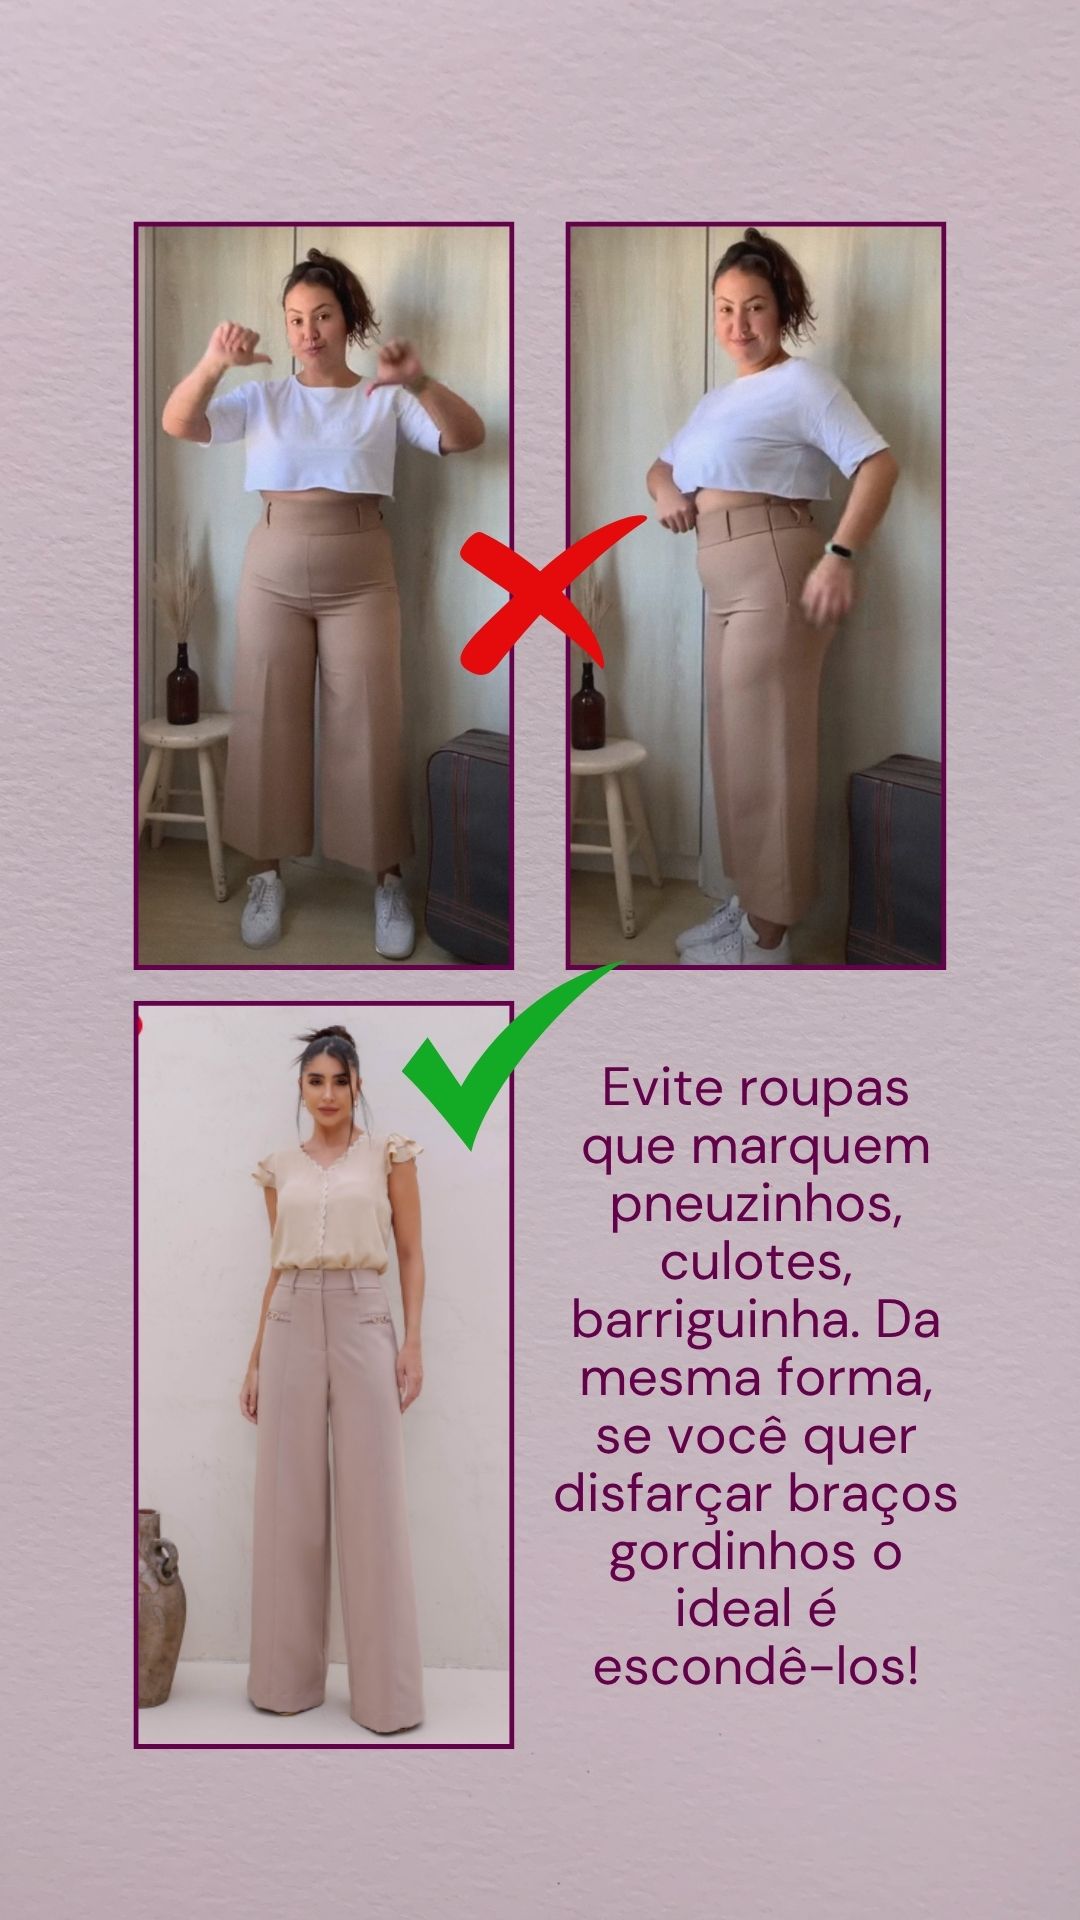 Evite roupas
que marquem
pneuzinhos,
culotes,
barriguinha. Da
mesma forma,
se você quer
disfarçar braços
gordinhos o
ideal é
escondê-los!